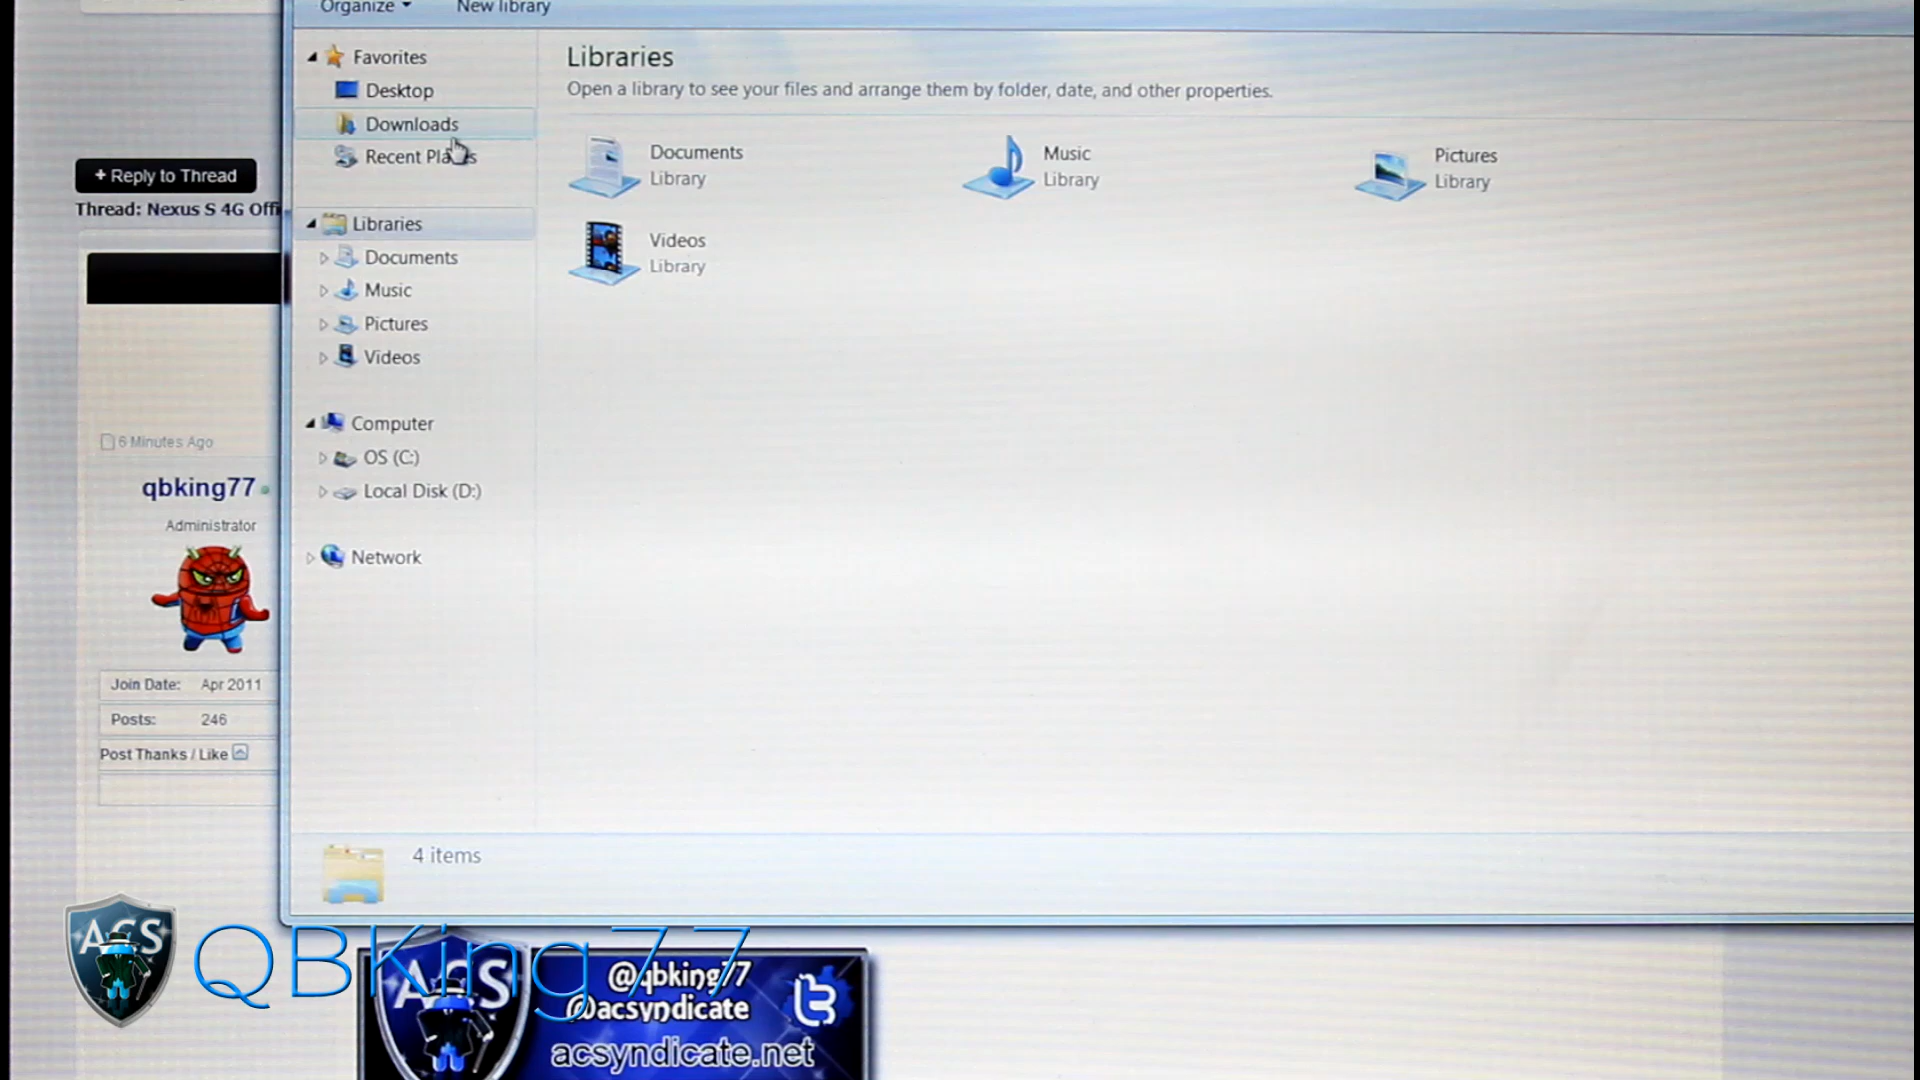 Organize
New library
Favorites
Desktop
Downloads
Recent
Libraries
Documents
Music
Pictures
Videos
Computer
OS (C:)
Local Disk (D:)
Network
Libraries
Open a library to see your files and arrange them by folder, date, and other properties.
Documents
Library
Music
Library
Pictures
Library
Videos
Library
4 items
+ Reply to Thread
Thread: Nexus S 4G
6 Minutes Ago
qbking77
Administrator
Join Date: Apr 2011
Posts: 246
Post Thanks / Like
ACS
QBKing77
ACS
@qbking77
@acsyndicate
acsyndicate.net